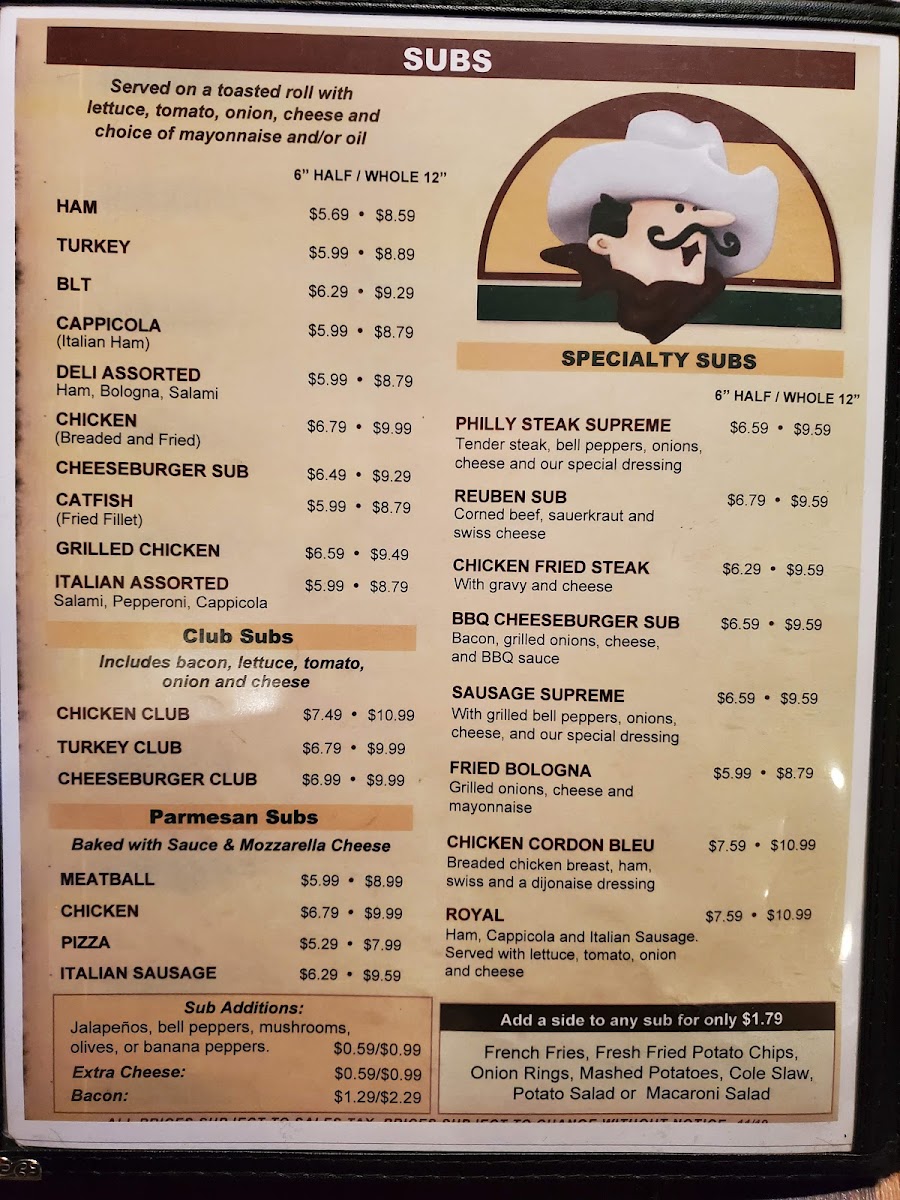 SUBS
Served on a toasted roll with
lettuce, tomato, onion, cheese and
choice of mayonnaise and/or oil
6” HALF / WHOLE 12”
HAM $5.69 • $8.59
TURKEY $5.99 • $8.89
BLT $6.29 • $9.29
CAPPICOLA $5.99 • $8.79
(Italian Ham)
DELI ASSORTED $5.99 • $8.79
Ham, Bologna, Salami
CHICKEN $6.79 • $9.99
(Breaded and Fried)
CHEESEBURGER SUB $6.49 • $9.29
CATFISH $5.99 • $8.79
(Fried Fillet)
GRILLED CHICKEN $6.59 • $9.49
ITALIAN ASSORTED $5.99 • $8.79
Salami, Pepperoni, Cappicola
Club Subs
Includes bacon, lettuce, tomato,
onion and cheese
CHICKEN CLUB $7.49 • $10.99
TURKEY CLUB $6.79 • $9.99
CHEESEBURGER CLUB $6.99 • $9.99
Parmesan Subs
Baked with Sauce & Mozzarella Cheese
MEATBALL $5.99 • $8.99
CHICKEN $6.79 • $9.99
PIZZA $5.29 • $7.99
ITALIAN SAUSAGE $6.29 • $9.59
Sub Additions:
Jalapeños, bell peppers, mushrooms,
olives, or banana peppers. $0.59/$0.99
Extra Cheese: $0.59/$0.99
Bacon: $1.29/$2.29
SPECIALTY SUBS
6” HALF / WHOLE 12”
PHILLY STEAK SUPREME $6.59 • $9.59
Tender steak, bell peppers, onions,
cheese and our special dressing
REUBEN SUB $6.79 • $9.59
Corned beef, sauerkraut and
swiss cheese
CHICKEN FRIED STEAK $6.29 • $9.59
With gravy and cheese
BBQ CHEESEBURGER SUB $6.59 • $9.59
Bacon, grilled onions, cheese,
and BBQ sauce
SAUSAGE SUPREME $6.59 • $9.59
With grilled bell peppers, onions,
cheese, and our special dressing
FRIED BOLOGNA $5.99 • $8.79
Grilled onions, cheese and
mayonnaise
CHICKEN CORDON BLEU $7.59 • $10.99
Breaded chicken breast, ham,
swiss and a dijonaise dressing
ROYAL $7.59 • $10.99
Ham, Cappicola and Italian Sausage.
Served with lettuce, tomato, onion
and cheese
Add a side to any sub for only $1.79
French Fries, Fresh Fried Potato Chips,
Onion Rings, Mashed Potatoes, Cole Slaw,
Potato Salad or Macaroni Salad
ALL PRICES SUBJECT TO SALES TAX. PRICES SUBJECT TO CHANGE WITHOUT NOTICE